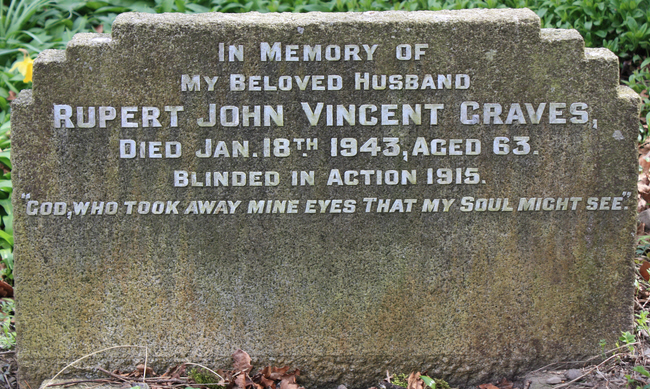 IN MEMORY OF
MY BELOVED HUSBAND
RUPERT JOHN VINCENT GRAVES,
DIED JAN. 18TH 1943, AGED 63.
BLINDED IN ACTION 1915.
"GOD, WHO TOOK AWAY MINE EYES THAT MY SOUL MIGHT SEE."